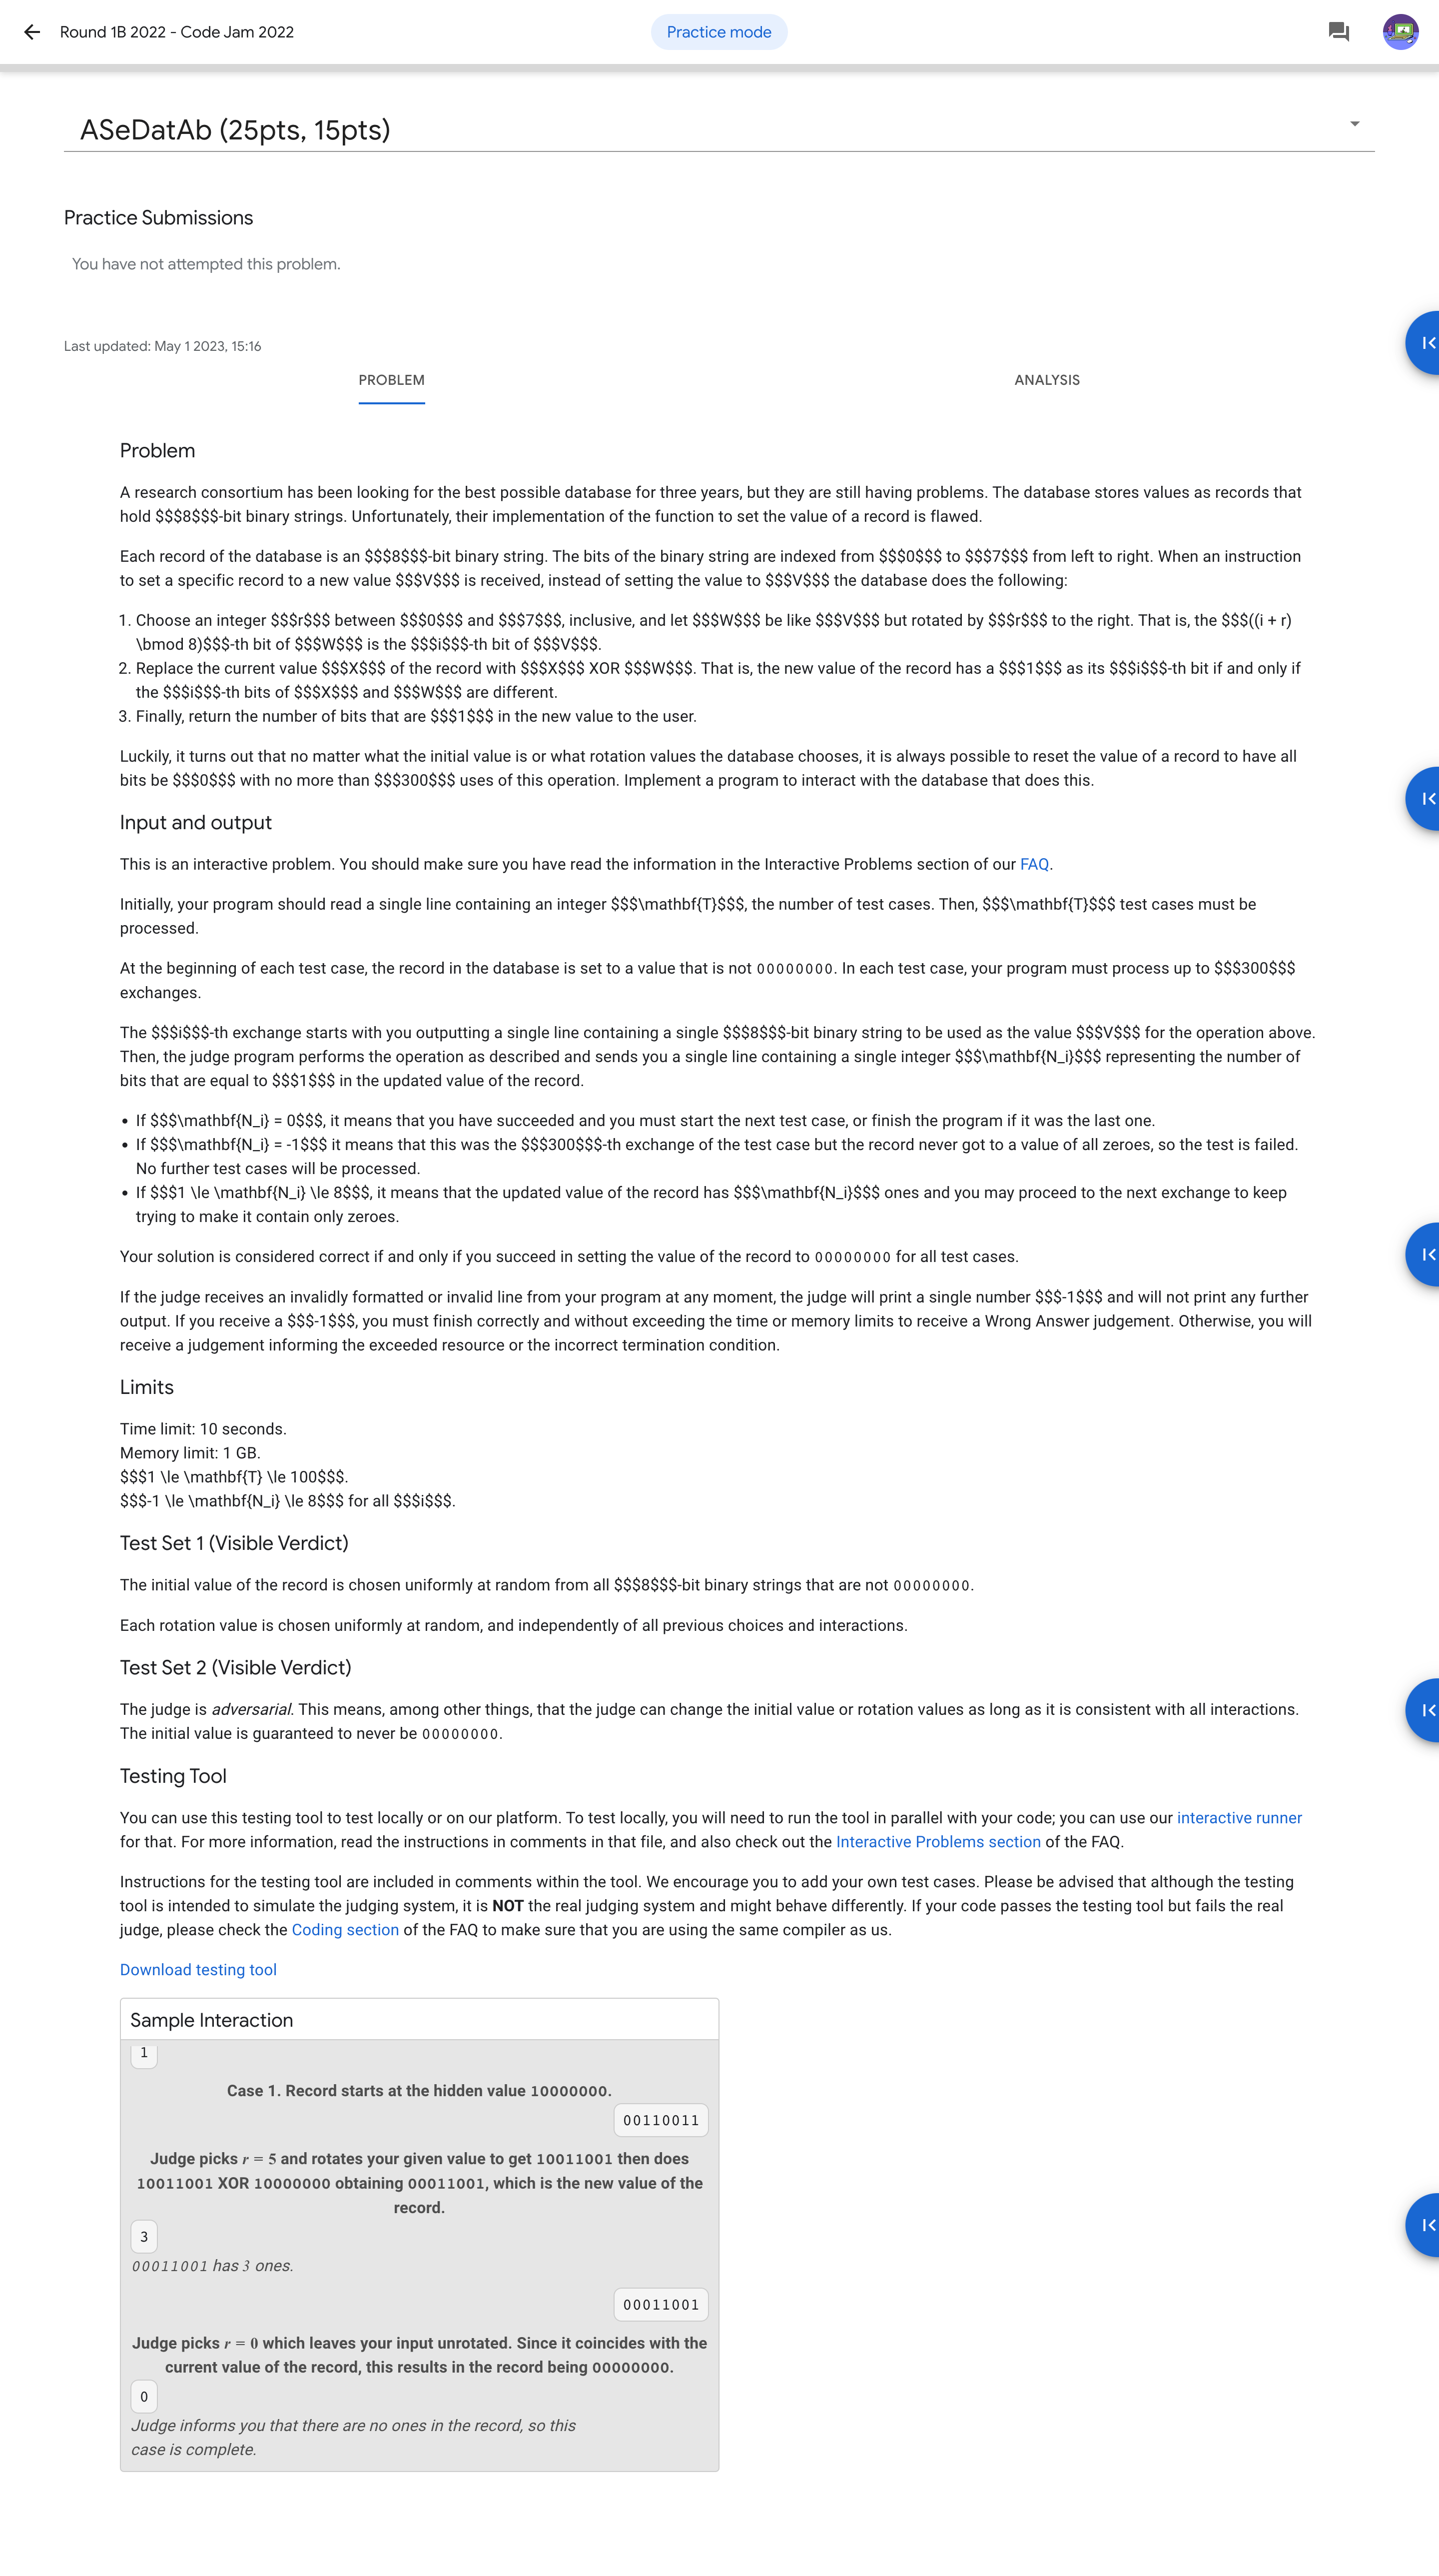 Round 1B 2022 - Code Jam 2022
Practice mode
ASeDatAb (25pts, 15pts)
Practice Submissions
You have not attempted this problem.
Last updated: May 1 2023, 15:16
PROBLEM
ANALYSIS
Problem
A research consortium has been looking for the best possible database for three years, but they are still having problems. The database stores values as records that
hold $$$8$$$-bit binary strings. Unfortunately, their implementation of the function to set the value of a record is flawed.
Each record of the database is an $$$8$$$-bit binary string. The bits of the binary string are indexed from $$$0$$$ to $$$7$$$ from left to right. When an instruction
to set a specific record to a new value $$$V$$$ is received, instead of setting the value to $$$V$$$ the database does the following:
1. Choose an integer $$$r$$$ between $$$0$$$ and $$$7$$$, inclusive, and let $$$W$$$ be like $$$V$$$ but rotated by $$$r$$$ to the right. That is, the $$$((i + r)
\bmod 8)$$$-th bit of $$$W$$$ is the $$$i$$$-th bit of $$$V$$$.
2. Replace the current value $$$X$$$ of the record with $$$X$$$ XOR $$$W$$$. That is, the new value of the record has a $$$1$$$ as its $$$i$$$-th bit if and only if
the $$$i$$$-th bits of $$$X$$$ and $$$W$$$ are different.
3. Finally, return the number of bits that are $$$1$$$ in the new value to the user.
Luckily, it turns out that no matter what the initial value is or what rotation values the database chooses, it is always possible to reset the value of a record to have all
bits be $$$0$$$ with no more than $$$300$$$ uses of this operation. Implement a program to interact with the database that does this.
Input and output
This is an interactive problem. You should make sure you have read the information in the Interactive Problems section of our FAQ.
Initially, your program should read a single line containing an integer $$$\mathbf{T}$$$, the number of test cases. Then, $$$\mathbf{T}$$$ test cases must be
processed.
At the beginning of each test case, the record in the database is set to a value that is not 00000000. In each test case, your program must process up to $$$300$$$
exchanges.
The $$$i$$$-th exchange starts with you outputting a single line containing a single $$$8$$$-bit binary string to be used as the value $$$V$$$ for the operation above.
Then, the judge program performs the operation as described and sends you a single line containing a single integer $$$\mathbf{N_i}$$$ representing the number of
bits that are equal to $$$1$$$ in the updated value of the record.
• If $$$\mathbf{N_i} = 0$$$, it means that you have succeeded and you must start the next test case, or finish the program if it was the last one.
• If $$$\mathbf{N_i} = -1$$$ it means that this was the $$$300$$$-th exchange of the test case but the record never got to a value of all zeroes, so the test is failed.
No further test cases will be processed.
• If $$$1 \le \mathbf{N_i} \le 8$$$, it means that the updated value of the record has $$$\mathbf{N_i}$$$ ones and you may proceed to the next exchange to keep
trying to make it contain only zeroes.
Your solution is considered correct if and only if you succeed in setting the value of the record to 00000000 for all test cases.
If the judge receives an invalidly formatted or invalid line from your program at any moment, the judge will print a single number $$$-1$$$ and will not print any further
output. If you receive a $$$-1$$$, you must finish correctly and without exceeding the time or memory limits to receive a Wrong Answer judgement. Otherwise, you will
receive a judgement informing the exceeded resource or the incorrect termination condition.
Limits
Time limit: 10 seconds.
Memory limit: 1 GB.
$$$1 \le \mathbf{T} \le 100$$$.
$$$-1 \le \mathbf{N_i} \le 8$$$ for all $$$i$$$.
Test Set 1 (Visible Verdict)
The initial value of the record is chosen uniformly at random from all $$$8$$$-bit binary strings that are not 00000000.
Each rotation value is chosen uniformly at random, and independently of all previous choices and interactions.
Test Set 2 (Visible Verdict)
The judge is adversarial. This means, among other things, that the judge can change the initial value or rotation values as long as it is consistent with all interactions.
The initial value is guaranteed to never be 00000000.
Testing Tool
You can use this testing tool to test locally or on our platform. To test locally, you will need to run the tool in parallel with your code; you can use our interactive runner
for that. For more information, read the instructions in comments in that file, and also check out the Interactive Problems section of the FAQ.
Instructions for the testing tool are included in comments within the tool. We encourage you to add your own test cases. Please be advised that although the testing
tool is intended to simulate the judging system, it is NOT the real judging system and might behave differently. If your code passes the testing tool but fails the real
judge, please check the Coding section of the FAQ to make sure that you are using the same compiler as us.
Download testing tool
Sample Interaction
1
Case 1. Record starts at the hidden value 10000000.
00110011
Judge picks r = 5 and rotates your given value to get 10011001 then does
10011001 XOR 10000000 obtaining 00011001, which is the new value of the
record.
3
00011001 has 3 ones.
00011001
Judge picks r = 0 which leaves your input unrotated. Since it coincides with the
current value of the record, this results in the record being 00000000.
0
Judge informs you that there are no ones in the record, so this
case is complete.